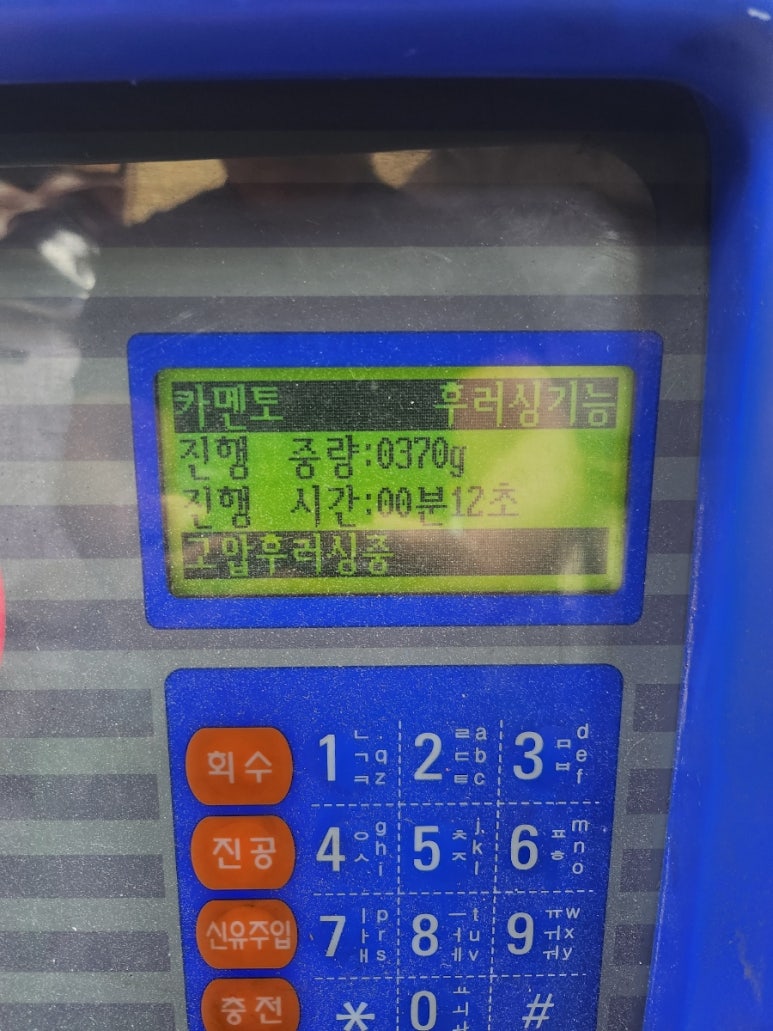 카멘토 후러싱기능
진행 중량:0370g
진행 시간:00분12초
고압후러싱중
회수 1 ㄴ . ㄱ q ㅋ z 2 ㄹ a ㄷ b ㅌ c 3 d ㅁ e ㅂ f
진공 4 g ㅇ h ㅅ i 5 j ㅊ k ㅈ l 6 m ㅍ n ㅎ o
신유주입 7 ㅣ p ㅏ r ㅐ s 8 ㅡ t ㅓ u ㅔ v 9 ㅠ w ㅝ x ㅕ y
충전 * 0 ㅛ ㅗ #